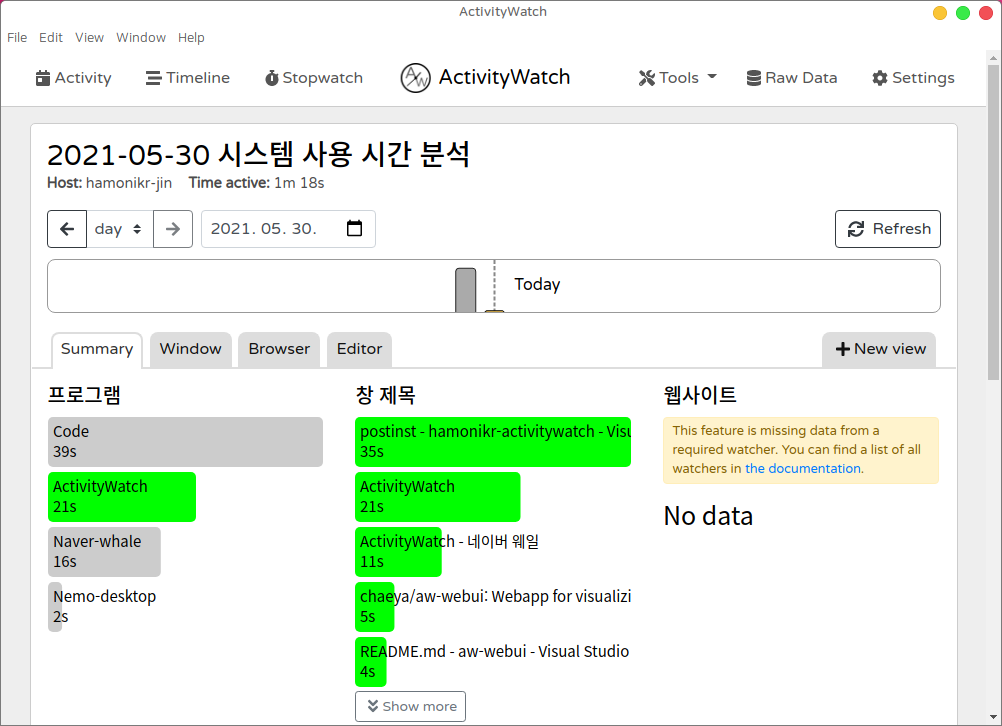 ActivityWatch
File Edit View Window Help
Activity Timeline Stopwatch ActivityWatch Tools Raw Data Settings
2021-05-30 시스템 사용 시간 분석
Host: hamonikr-jin Time active: 1m 18s
day 2021. 05. 30. Refresh
Today
Summary Window Browser Editor New view
프로그램
Code
39s
ActivityWatch
21s
Naver-whale
16s
Nemo-desktop
2s
창 제목
postinst - hamonikr-activitywatch - Visu
35s
ActivityWatch
21s
ActivityWatch - 네이버 웨일
11s
chaeya/aw-webui: Webapp for visualizi
5s
README.md - aw-webui - Visual Studio
4s
Show more
웹사이트
This feature is missing data from a
required watcher. You can find a list of all
watchers in the documentation.
No data